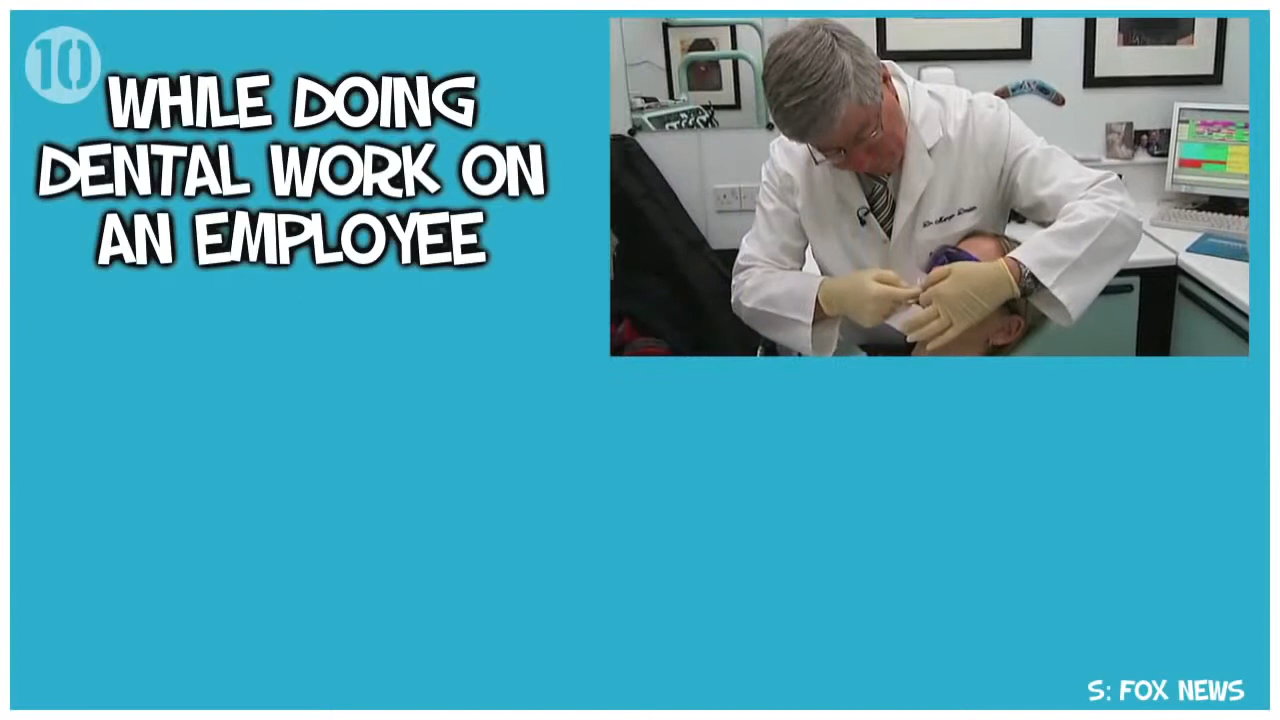 10
WHILE DOING
DENTAL WORK ON
AN EMPLOYEE
S: FOX NEWS